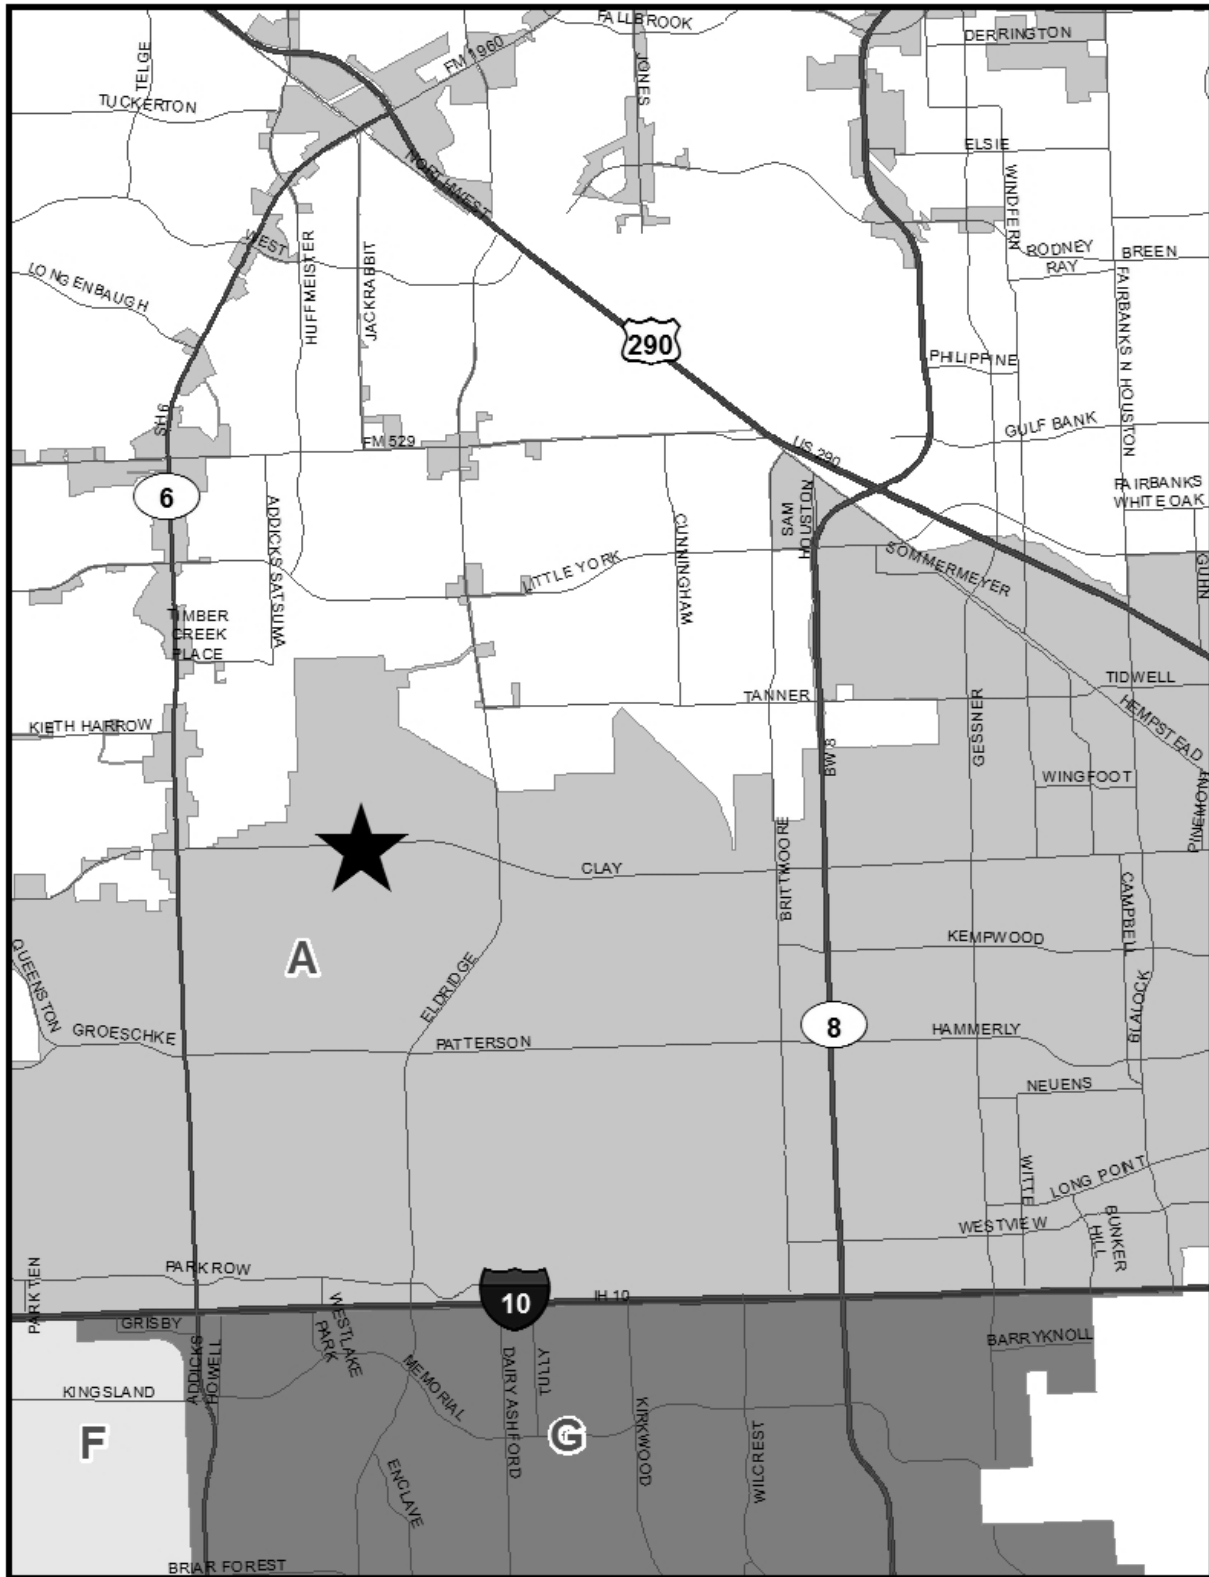 FALLBROOK
DERRINGTON
TELGE
FM 1960
JONES
TUCKERTON
ELSIE
NORTHWEST
WINDFERN
WEST
HUFFMEISTER
JACKRABBIT
RODNEY
BREEN
RAY
LONGENBAUGH
FAIRBANKS N HOUSTON
290
PHILIPPINE
SH 6
FM 529
US 290
GULF BANK
6
ADDICKS SATSUMA
CUNNINGHAM
SAM
HOUSTON
FAIRBANKS
WHITE OAK
LITTLE YORK
SOMMERMEYER
GUHN
TIMBER
CREEK
PLACE
TANNER
TIDWELL
KIETH HARROW
GESSNER
HEMPSTEAD
BW 8
WINGFOOT
PINEMONT
BRITTMOORE
CLAY
CAMPBELL
A
KEMPWOOD
QUEENSTON
ELDRIDGE
BLALOCK
GROESCHKE
PATTERSON
8
HAMMERLY
NEUENS
WITTE
LONG POINT
WESTVIEW
BUNKER
HILL
PARK TEN
PARK ROW
10
IH 10
GRISBY
WESTLAKE
PARK
BARRYKNOLL
ADDICKS
HOWELL
MEMORIAL
DAIRY ASHFORD
TULLY
KINGSLAND
F
G
KIRKWOOD
WILCREST
ENCLAVE
BRIAR FOREST